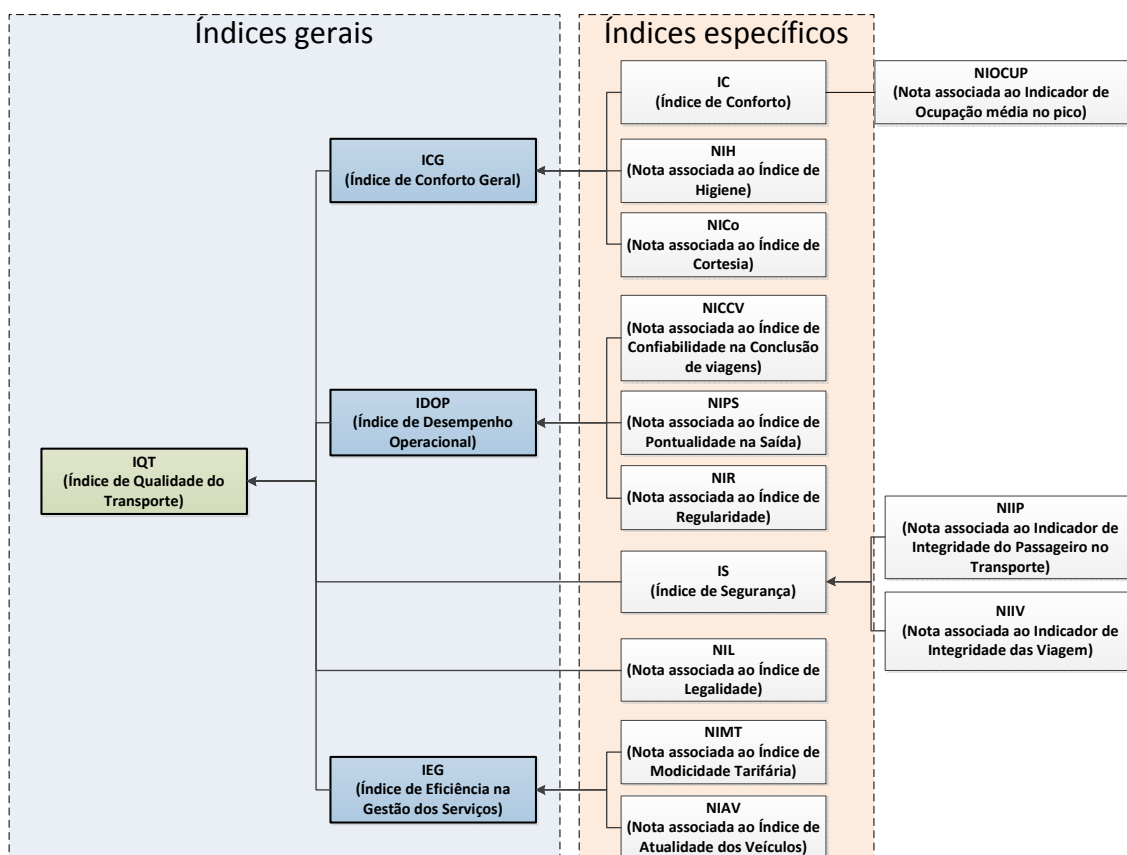 Índices gerais
Índices específicos
IC
(Índice de Conforto)
NIOCUP
(Nota associada ao Indicador de
Ocupação média no pico)
ICG
(Índice de Conforto Geral)
NIH
(Nota associada ao Índice de
Higiene)
NICo
(Nota associada ao Índice de
Cortesia)
NICCV
(Nota associada ao Índice de
Confiabilidade na Conclusão
de viagens)
IDOP
(Índice de Desempenho
Operacional)
NIPS
(Nota associada ao Índice de
Pontualidade na Saída)
IQT
(Índice de Qualidade do
Transporte)
NIR
(Nota associada ao Índice de
Regularidade)
NIIP
(Nota associada ao Indicador de
Integridade do Passageiro no
Transporte)
IS
(Índice de Segurança)
NIIV
(Nota associada ao Indicador de
Integridade das Viagem)
NIL
(Nota associada ao Índice de
Legalidade)
NIMT
(Nota associada ao Índice de
Modicidade Tarifária)
IEG
(Índice de Eficiência na
Gestão dos Serviços)
NIAV
(Nota associada ao Índice de
Atualidade dos Veículos)